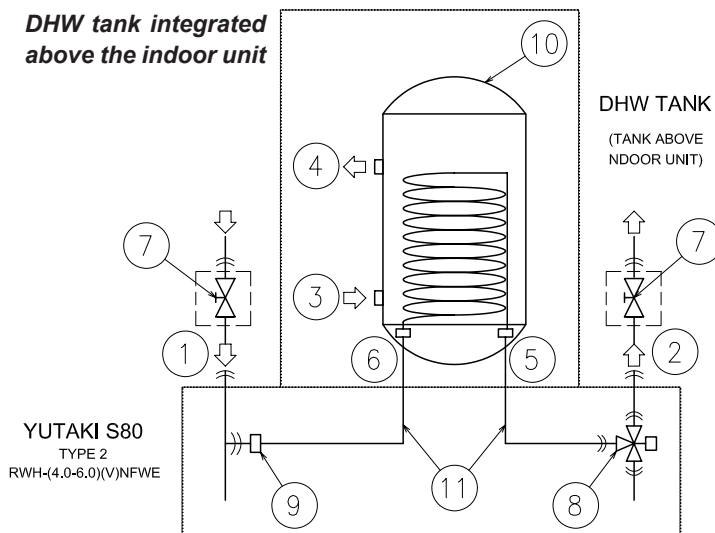 DHW tank integrated
above the indoor unit
10
DHW TANK
(TANK ABOVE
NDOOR UNIT)
4
7
7
3
1
6
5
2
YUTAKI S80
TYPE 2
RWH-(4.0-6.0)(V)NFWE
9
11
8